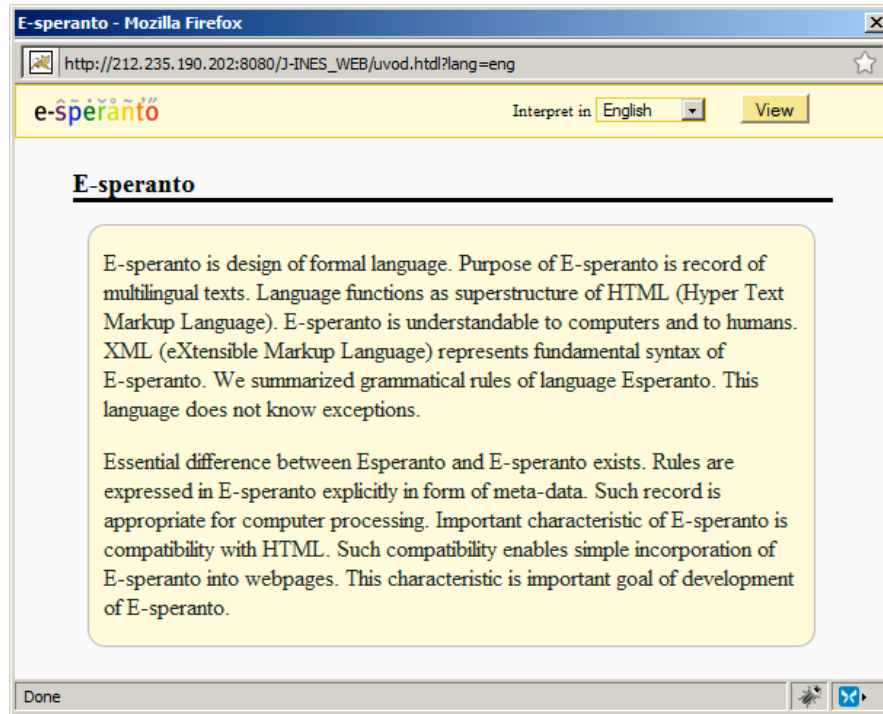 E-speranto - Mozilla Firefox
http://212.235.190.202:8080/J-INES_WEB/uvod.htdl?lang=eng
e-ŝpērãñtő Interpret in English View
E-speranto
E-speranto is design of formal language. Purpose of E-speranto is record of
multilingual texts. Language functions as superstructure of HTML (Hyper Text
Markup Language). E-speranto is understandable to computers and to humans.
XML (eXtensible Markup Language) represents fundamental syntax of
E-speranto. We summarized grammatical rules of language Esperanto. This
language does not know exceptions.
Essential difference between Esperanto and E-speranto exists. Rules are
expressed in E-speranto explicitly in form of meta-data. Such record is
appropriate for computer processing. Important characteristic of E-speranto is
compatibility with HTML. Such compatibility enables simple incorporation of
E-speranto into webpages. This characteristic is important goal of development
of E-speranto.
Done